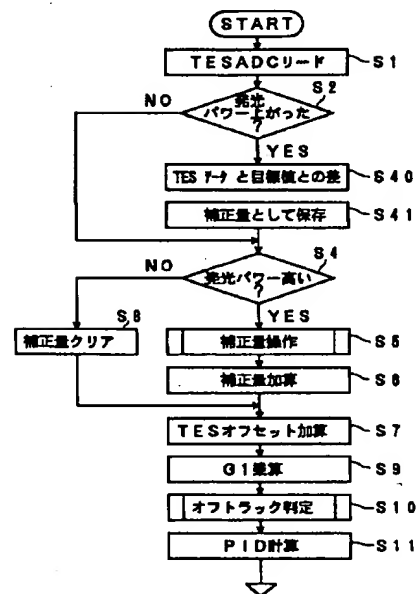 START
TESADCリード
S1
S2
発光
パワー上がった
?
NO
YES
TES データと目標値との差
S40
補正量として保存
S41
S4
NO
発光パワー高い
?
YES
S8
補正量クリア
補正量操作
S5
補正量加算
S6
TESオフセット加算
S7
G1乗算
S9
オフトラック判定
S10
PID計算
S11